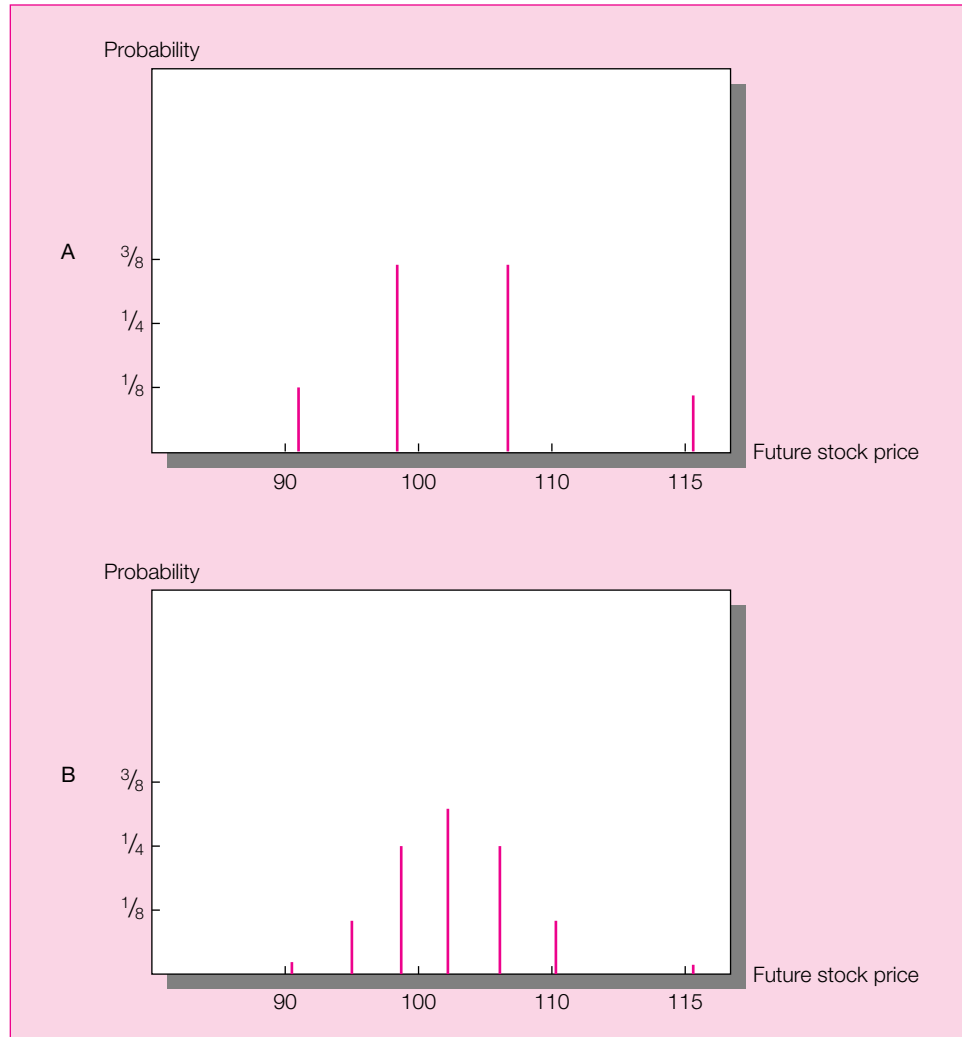 Probability
A
3/8
1/4
1/8
Future stock price
90 100 110 115
Probability
B
3/8
1/4
1/8
Future stock price
90 100 110 115